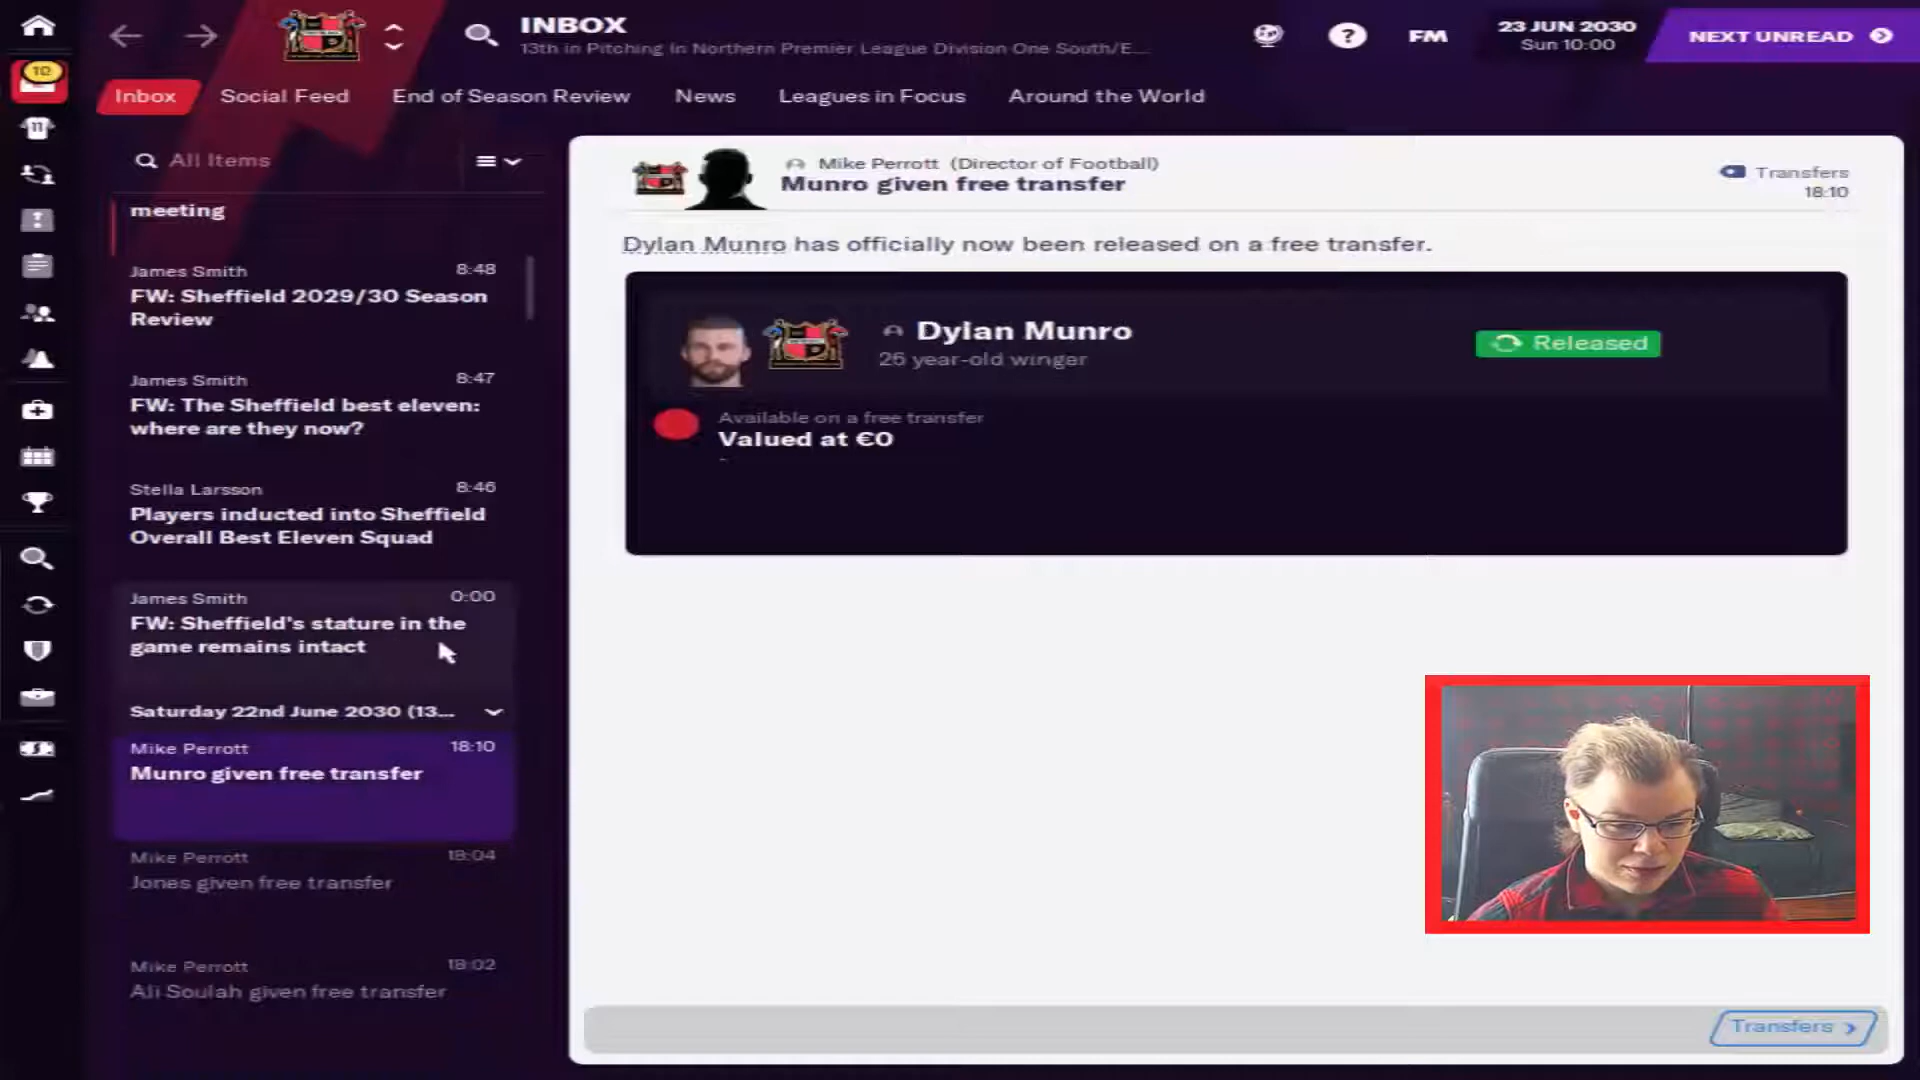 INBOX
13th in Pitching In Northern Premier League Division One South/E...
FM
23 JUN 2030
Sun 10:00
NEXT UNREAD
Inbox
Social Feed
End of Season Review
News
Leagues in Focus
Around the World
All Items
meeting
James Smith 8:48
FW: Sheffield 2029/30 Season
Review
James Smith 8:47
FW: The Sheffield best eleven:
where are they now?
Stella Larsson 8:46
Players inducted into Sheffield
Overall Best Eleven Squad
James Smith 0:00
FW: Sheffield's stature in the
game remains intact
Saturday 22nd June 2030 (13...
Mike Perrott 18:10
Munro given free transfer
Mike Perrott 18:04
Jones given free transfer
Mike Perrott 18:02
Ali Soulah given free transfer
Mike Perrott (Director of Football)
Munro given free transfer
Transfers
18:10
Dylan Munro has officially now been released on a free transfer.
Dylan Munro
Released
Available on a free transfer
Valued at €0
-
Transfers